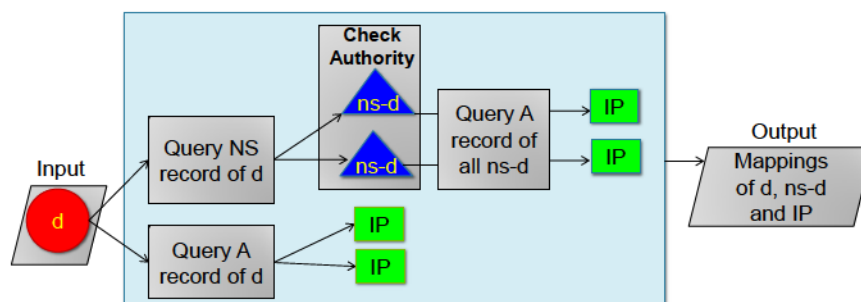 Input
d
Query NS
record of d
Query A
record of d
Check
Authority
ns-d
ns-d
Query A
record of
all ns-d
IP
IP
IP
IP
Output
Mappings
of d, ns-d
and IP